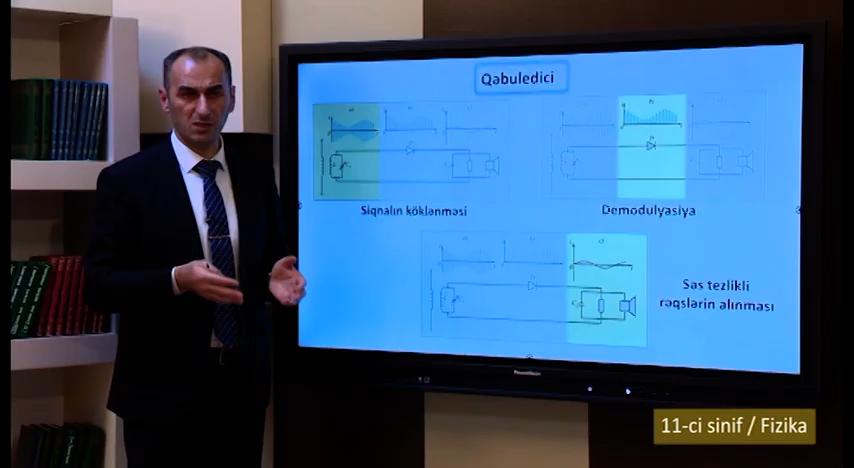 Qəbuledici
Siqnalın köklənməsi
Demodulyasiya
Səs tezlikli
rəqslərin alınması
11-ci sinif / Fizika